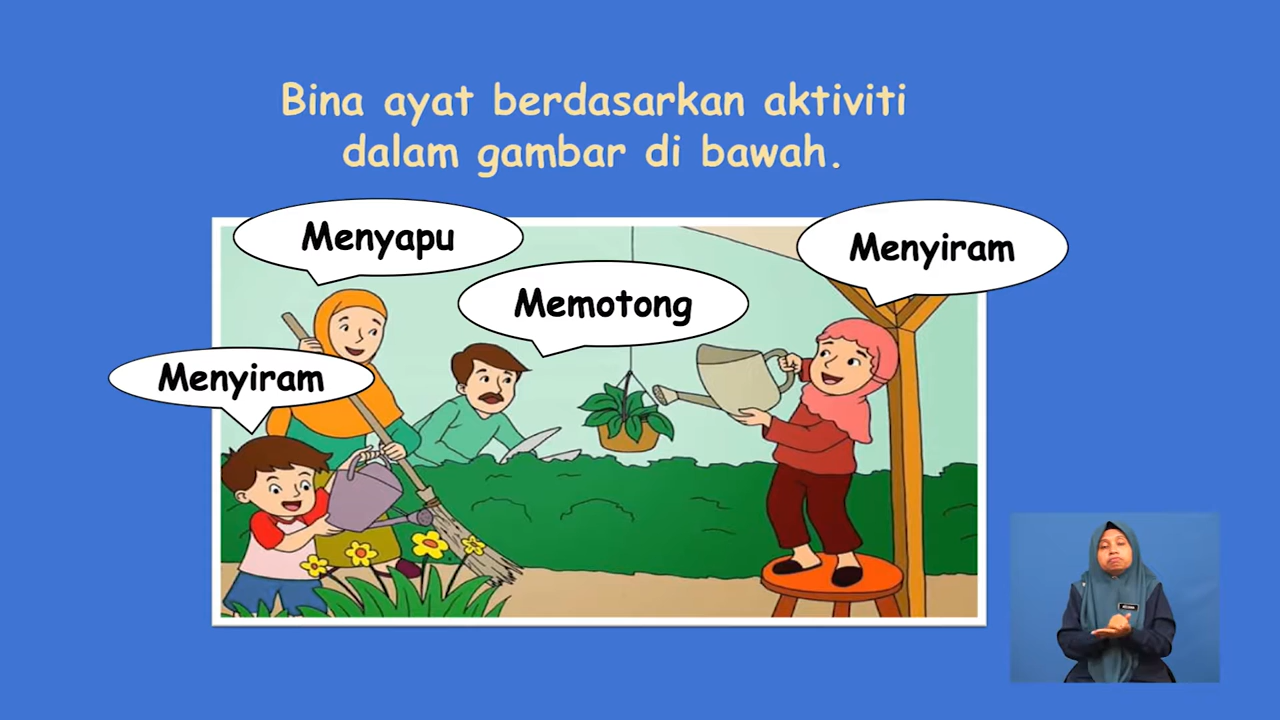 Bina ayat berdasarkan aktiviti
dalam gambar di bawah.
Menyapu
Menyiram
Memotong
Menyiram